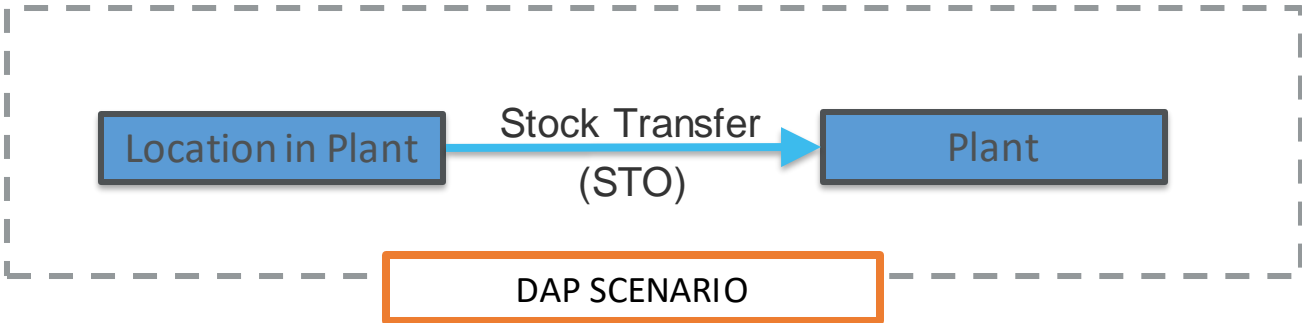 Location in Plant
Stock Transfer
(STO)
Plant
DAP SCENARIO